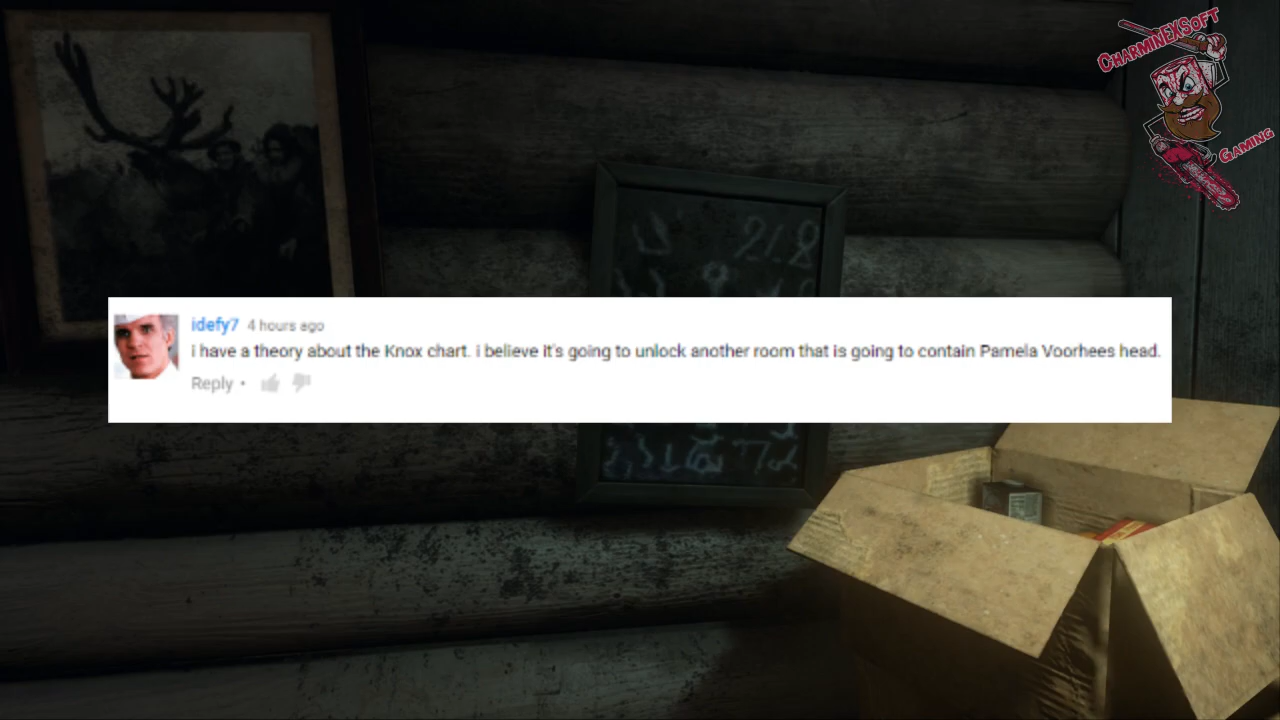 CHARMINEXSOFT
GAMING
218
idefy7 4 hours ago
i have a theory about the Knox chart. i believe it's going to unlock another room that is going to contain Pamela Voorhees head.
Reply •